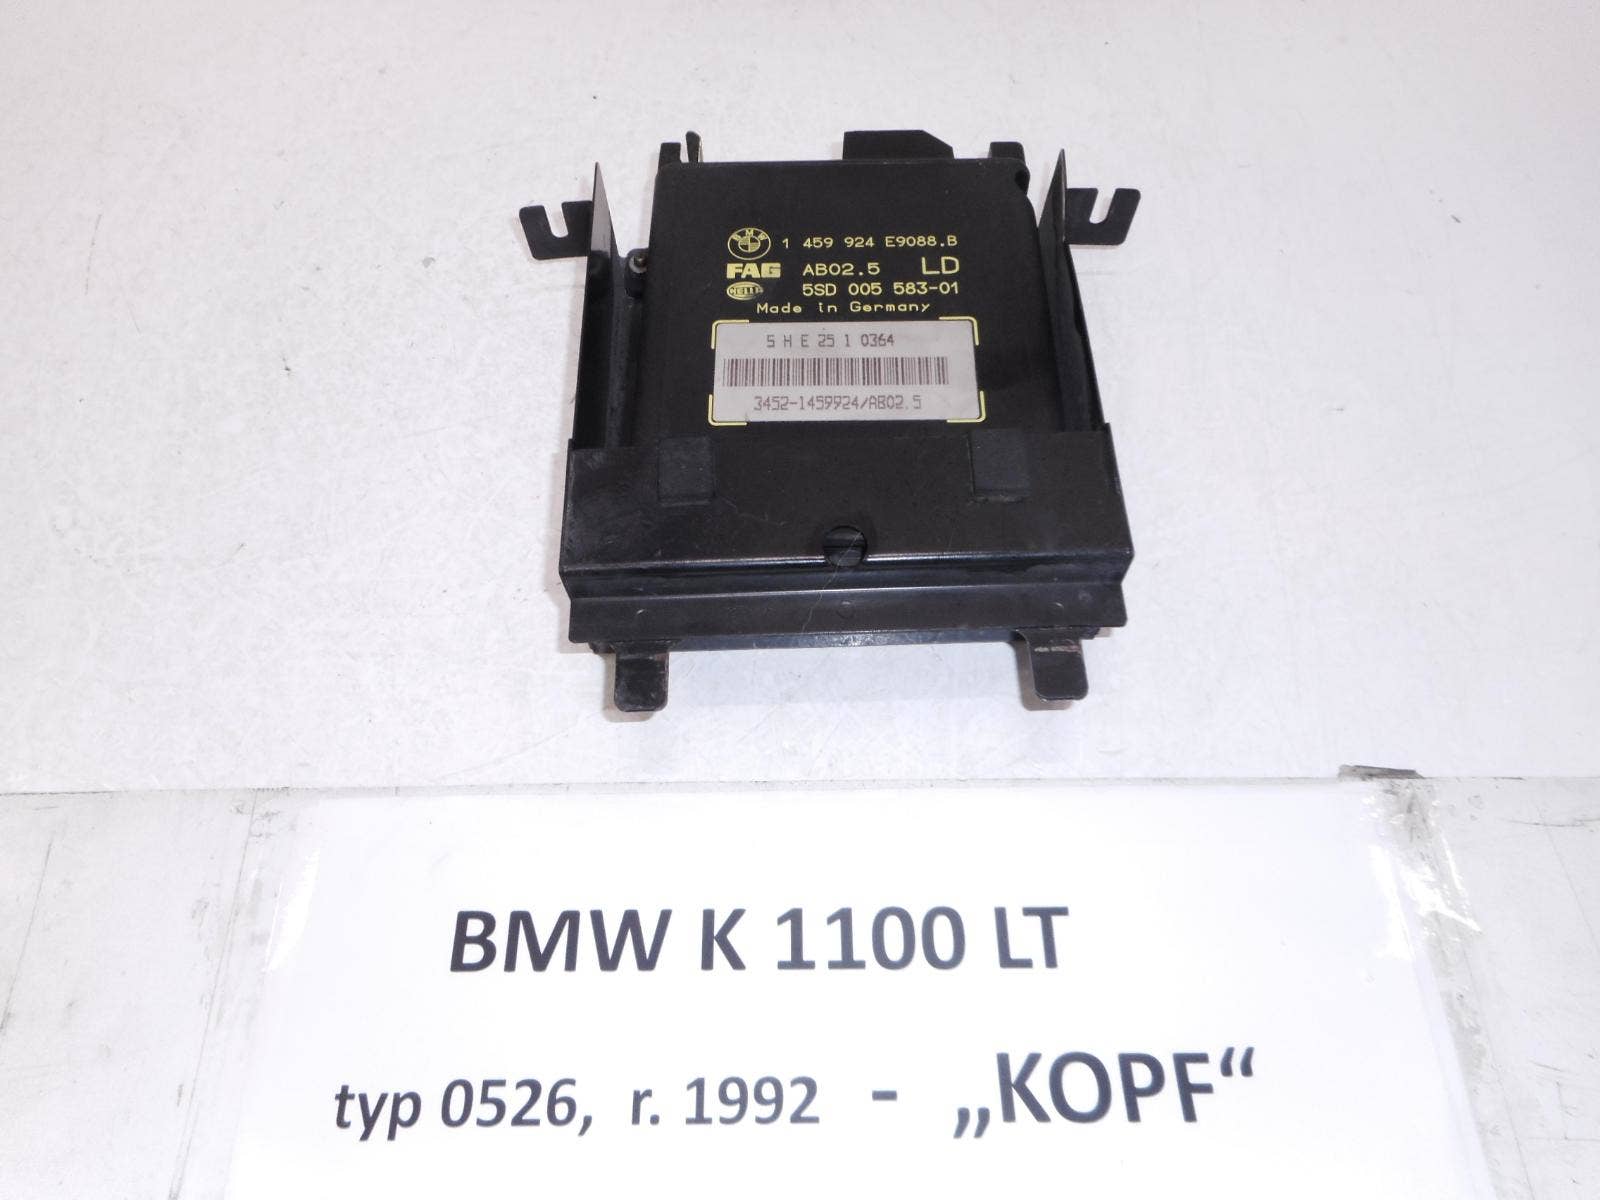 BMW 1 459 924 E9088.B
FAG AB02.5 LD
HELLA 5SD 005 583-01
Made in Germany
5 H E 25 1 0364
3452-1459924/AB02.5
BMW K 1100 LT
typ 0526, r. 1992 - „KOPF“